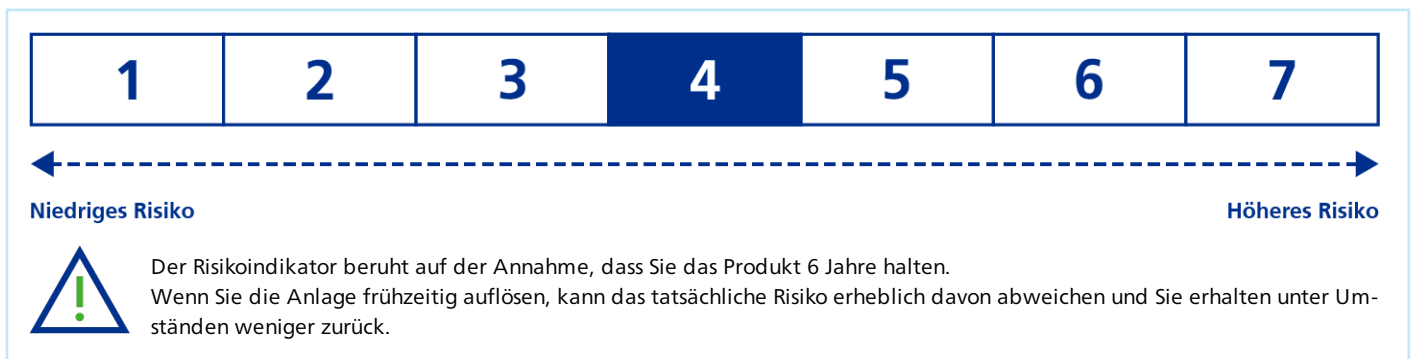 1 2 3 4 5 6 7
Niedriges Risiko Höheres Risiko
Der Risikoindikator beruht auf der Annahme, dass Sie das Produkt 6 Jahre halten.
Wenn Sie die Anlage frühzeitig auflösen, kann das tatsächliche Risiko erheblich davon abweichen und Sie erhalten unter Um-
ständen weniger zurück.